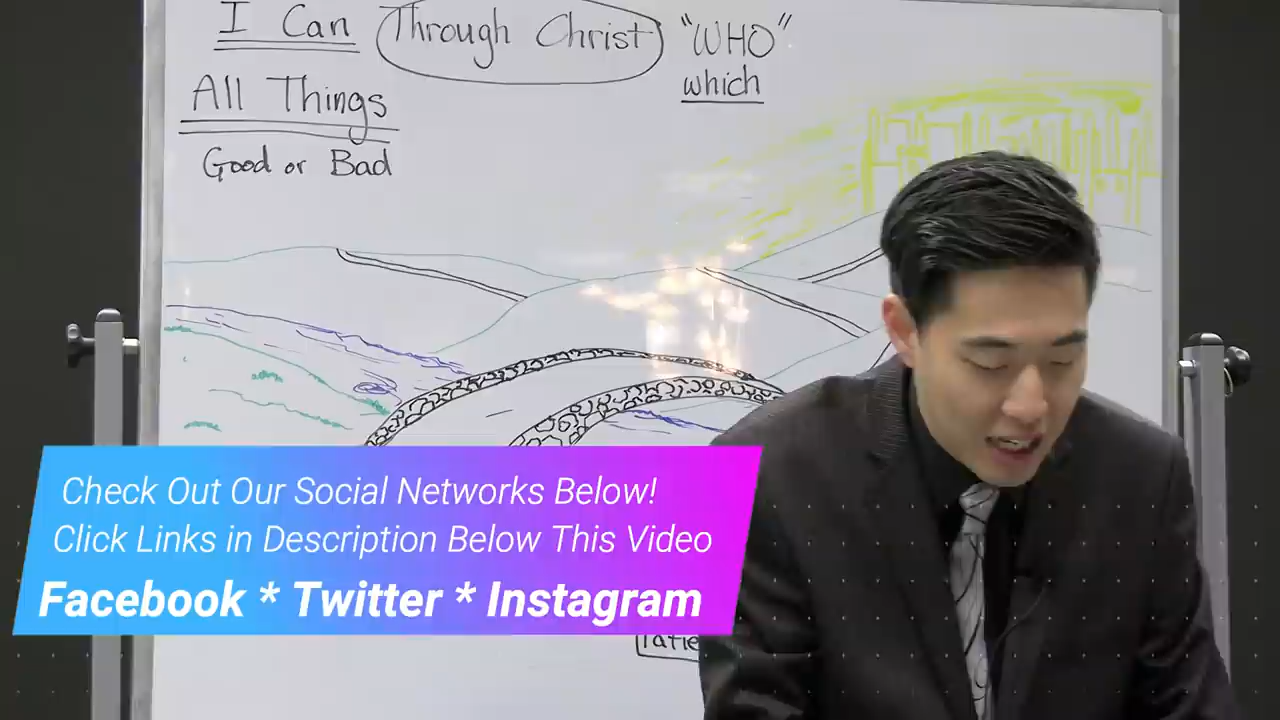 I Can Through Christ "WHO"
which
All Things
Good or Bad
Check Out Our Social Networks Below!
Click Links in Description Below This Video
Facebook * Twitter * Instagram